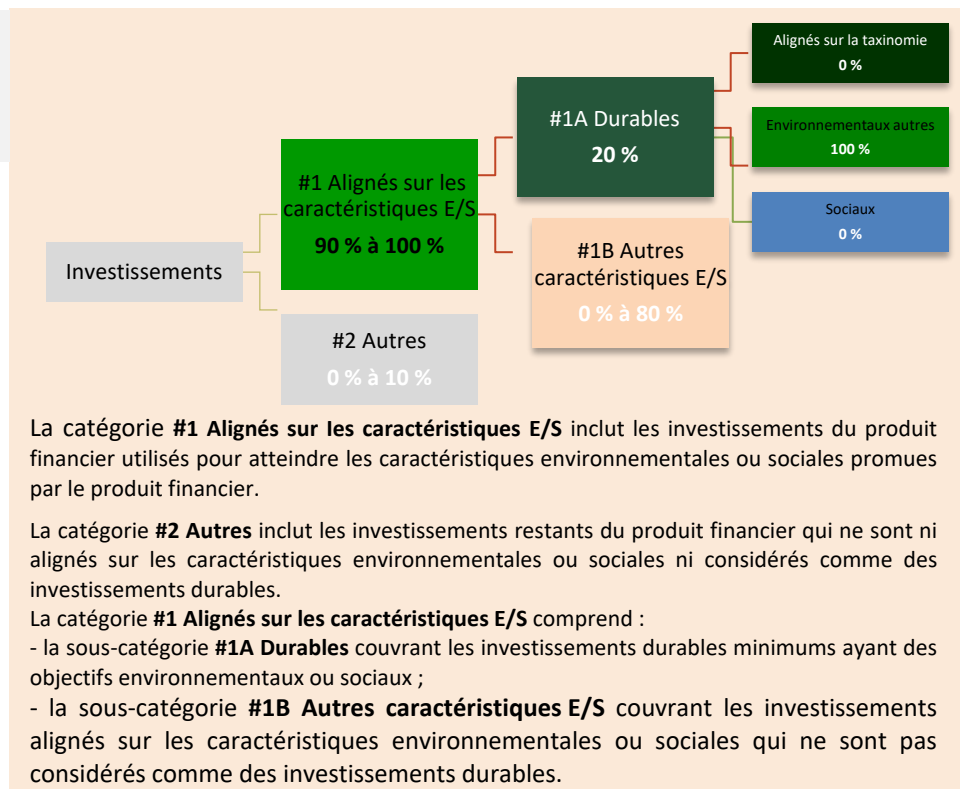 Investissements
#1 Alignés sur les
caractéristiques E/S
90 % à 100 %
#2 Autres
0 % à 10 %
#1A Durables
20 %
#1B Autres
caractéristiques E/S
0 % à 80 %
Alignés sur la taxinomie
0 %
Environnementaux autres
100 %
Sociaux
0 %
La catégorie #1 Alignés sur les caractéristiques E/S inclut les investissements du produit
financier utilisés pour atteindre les caractéristiques environnementales ou sociales promues
par le produit financier.
La catégorie #2 Autres inclut les investissements restants du produit financier qui ne sont ni
alignés sur les caractéristiques environnementales ou sociales ni considérés comme des
investissements durables.
La catégorie #1 Alignés sur les caractéristiques E/S comprend :
- la sous-catégorie #1A Durables couvrant les investissements durables minimums ayant des
objectifs environnementaux ou sociaux ;
- la sous-catégorie #1B Autres caractéristiques E/S couvrant les investissements
alignés sur les caractéristiques environnementales ou sociales qui ne sont pas
considérés comme des investissements durables.